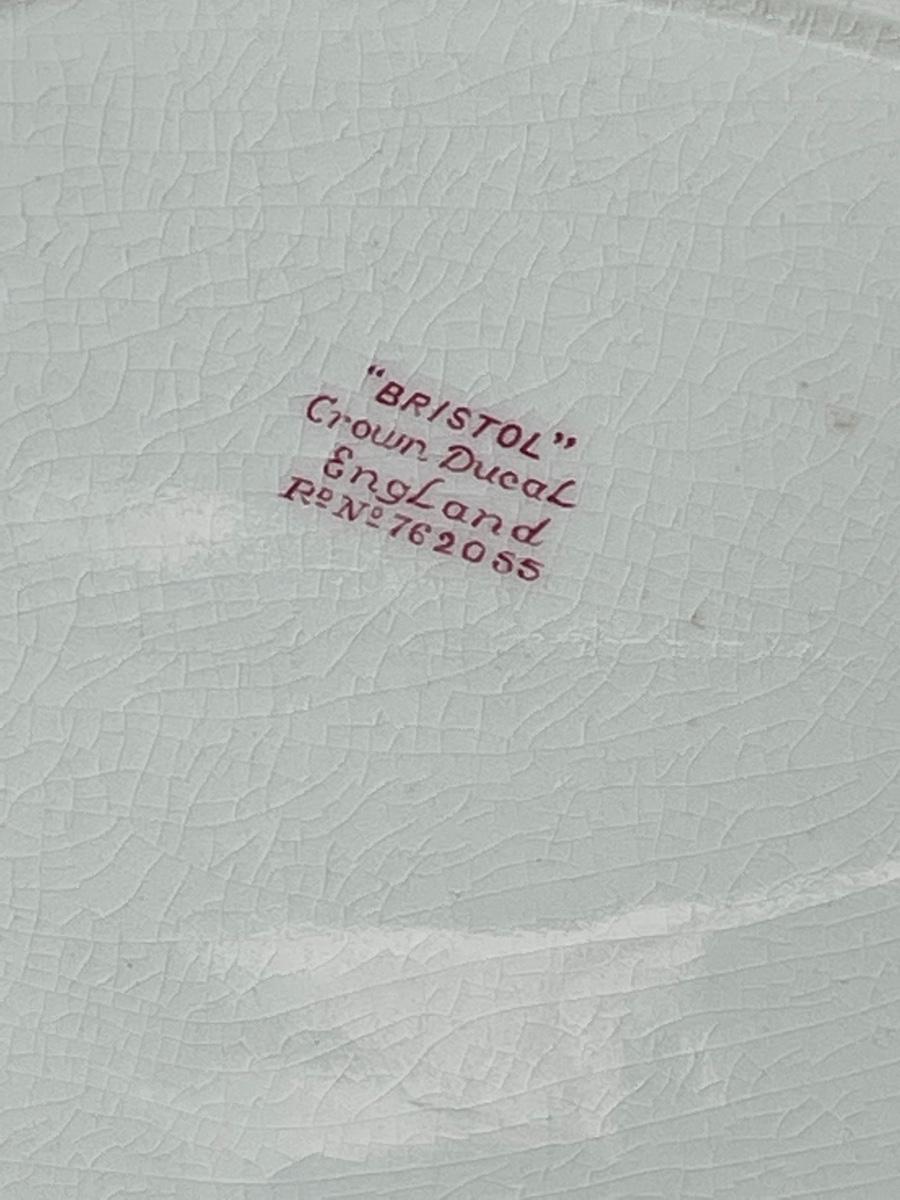 “BRISTOL”
Crown Ducal
England
Rᵈ Nº 762055